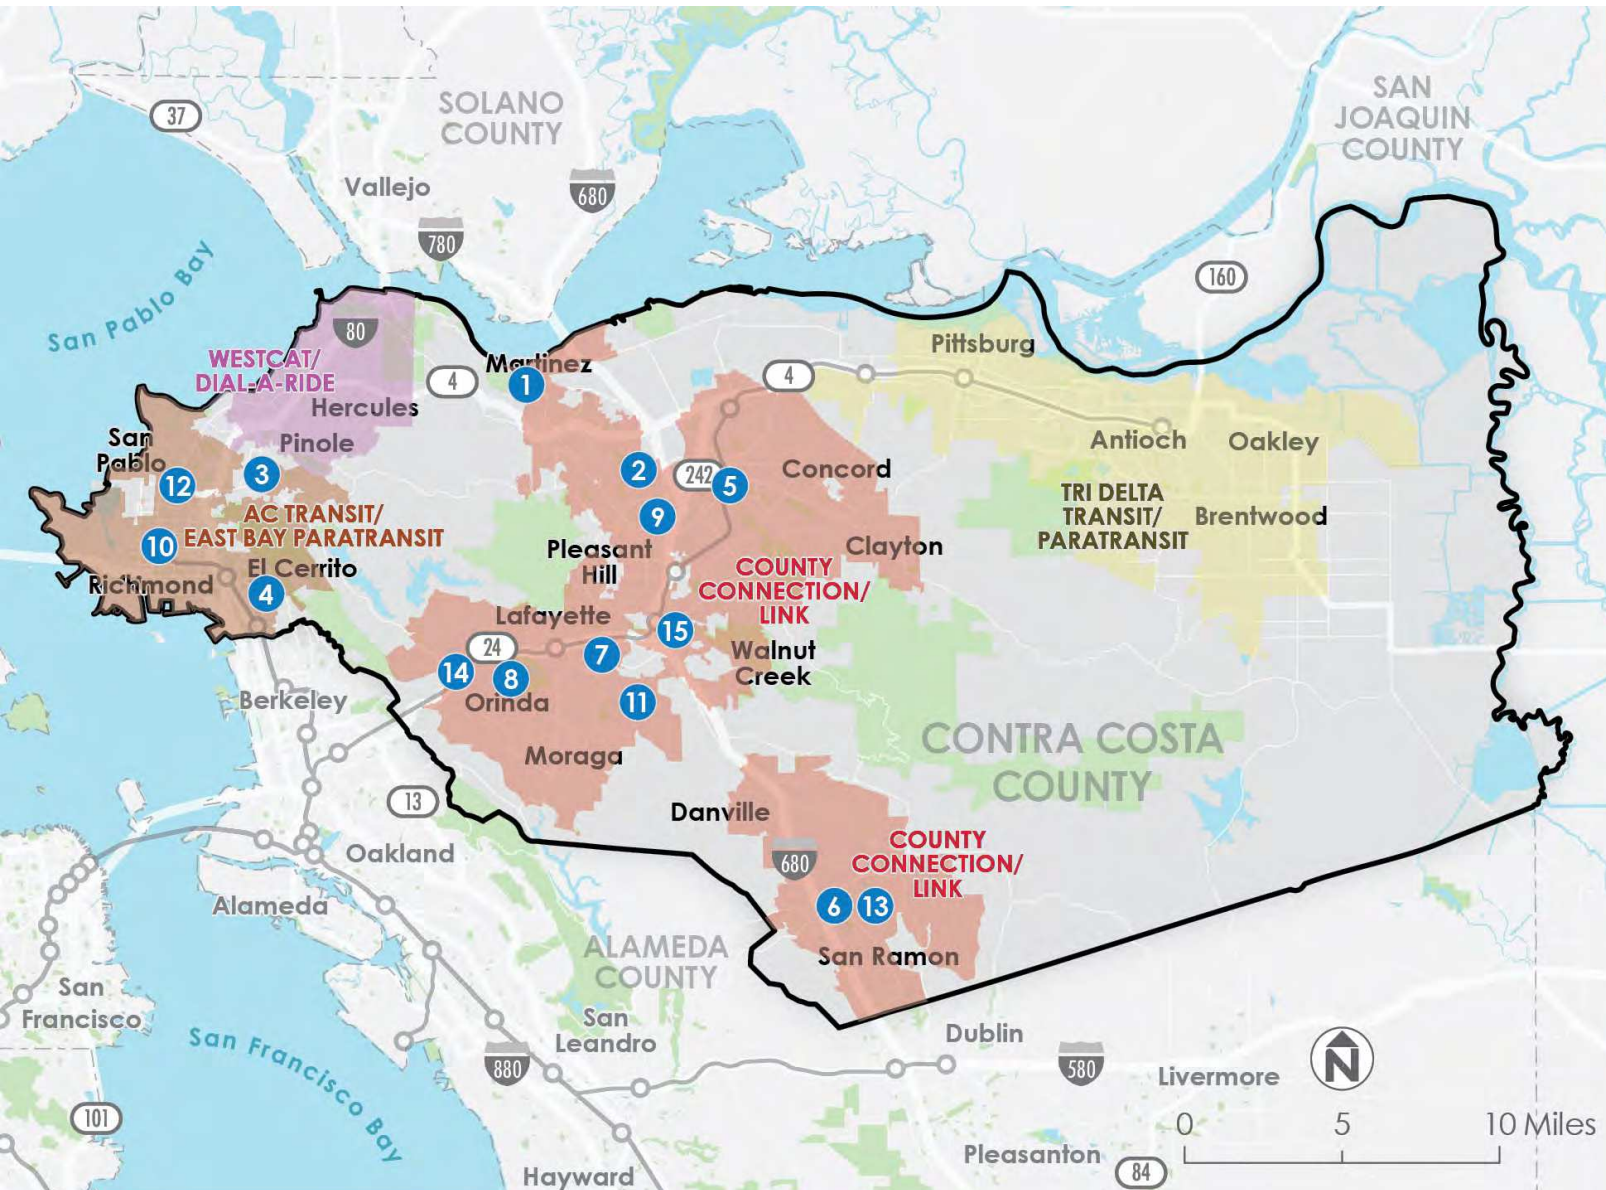 SAN
JOAQUIN
COUNTY
SOLANO
COUNTY
37
Vallejo
680
780
160
San Pablo Bay
80
WESTCAT/
DIAL-A-RIDE
Hercules
Pinole
4
Martinez
1
4
Pittsburg
Antioch
Oakley
San
Pablo
12
3
2
242
5
Concord
9
AC TRANSIT/
EAST BAY PARATRANSIT
10
TRI DELTA
TRANSIT/
PARATRANSIT
Brentwood
Richmond
El Cerrito
4
Pleasant
Hill
Clayton
COUNTY
CONNECTION/
LINK
Lafayette
24
15
7
14
8
Orinda
11
Walnut
Creek
Berkeley
Moraga
CONTRA COSTA
COUNTY
13
Danville
Oakland
680
COUNTY
CONNECTION/
LINK
6
13
Alameda
San Ramon
ALAMEDA
COUNTY
San
Francisco
San
Leandro
Dublin
San Francisco Bay
880
580
Livermore
N
101
0 5 10 Miles
Pleasanton
84
Hayward